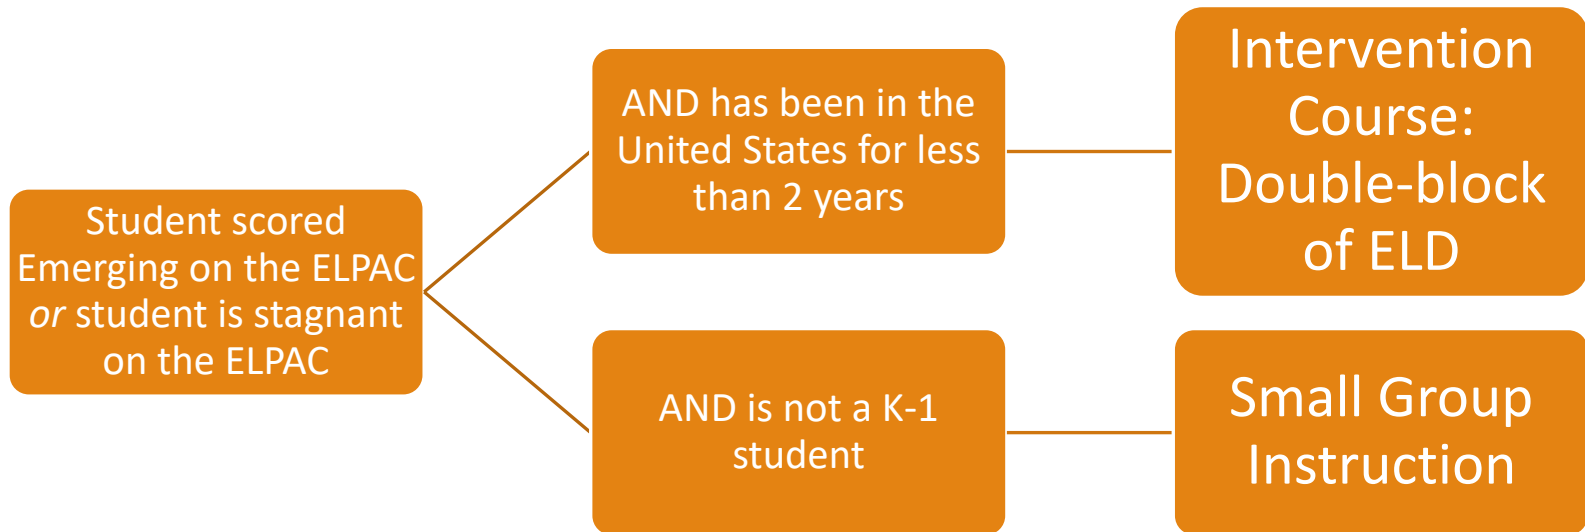 Student scored
Emerging on the ELPAC
or student is stagnant
on the ELPAC
AND has been in the
United States for less
than 2 years
Intervention
Course:
Double-block
of ELD
AND is not a K-1
student
Small Group
Instruction